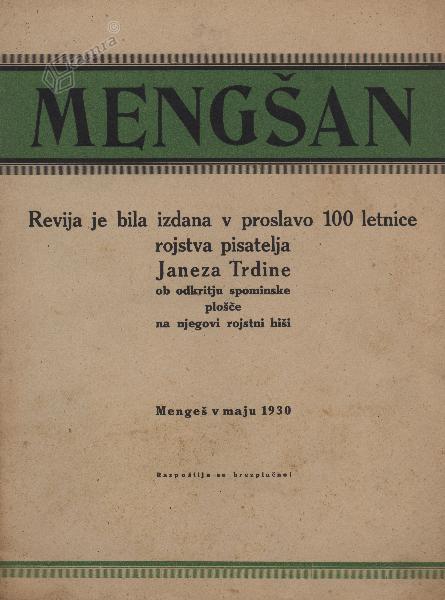 Kamra
MENGŠAN
Revija je bila izdana v proslavo 100 letnice
rojstva pisatelja
Janeza Trdine
ob odkritju spominske
plošče
na njegovi rojstni hiši
Mengeš v maju 1930
Razpošilja se brezplačno!